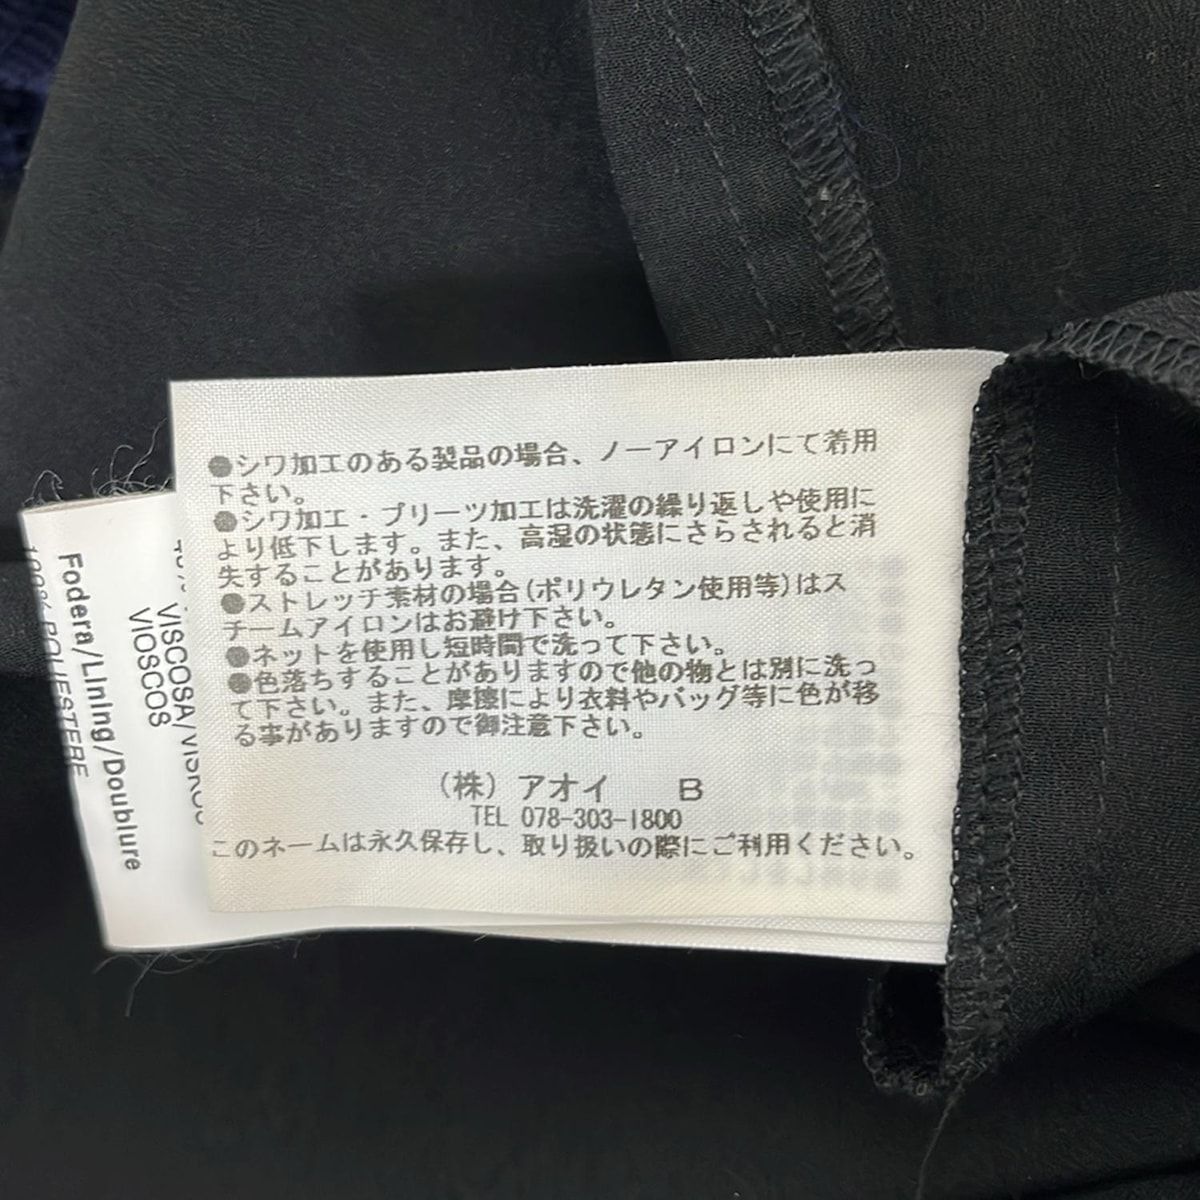 ●シワ加工のある製品の場合、ノーアイロンにて着用
下さい。
●シワ加工・プリーツ加工は洗濯の繰り返しや使用に
より低下します。また、高湿の状態にさらされると消
失することがあります。
●ストレッチ素材の場合(ポリウレタン使用等)はス
チームアイロンはお避け下さい。
●ネットを使用し短時間で洗って下さい。
●色落ちすることがありますので他の物とは別に洗っ
て下さい。また、摩擦により衣料やバッグ等に色が移
る事がありますので御注意下さい。
(株)アオイ B
TEL 078-303-1800
このネームは永久保存し、取り扱いの際にご利用ください。
VISCOSA/
VIOSCOS
Fodera/Lining/Doublure
100% POLIESTERE